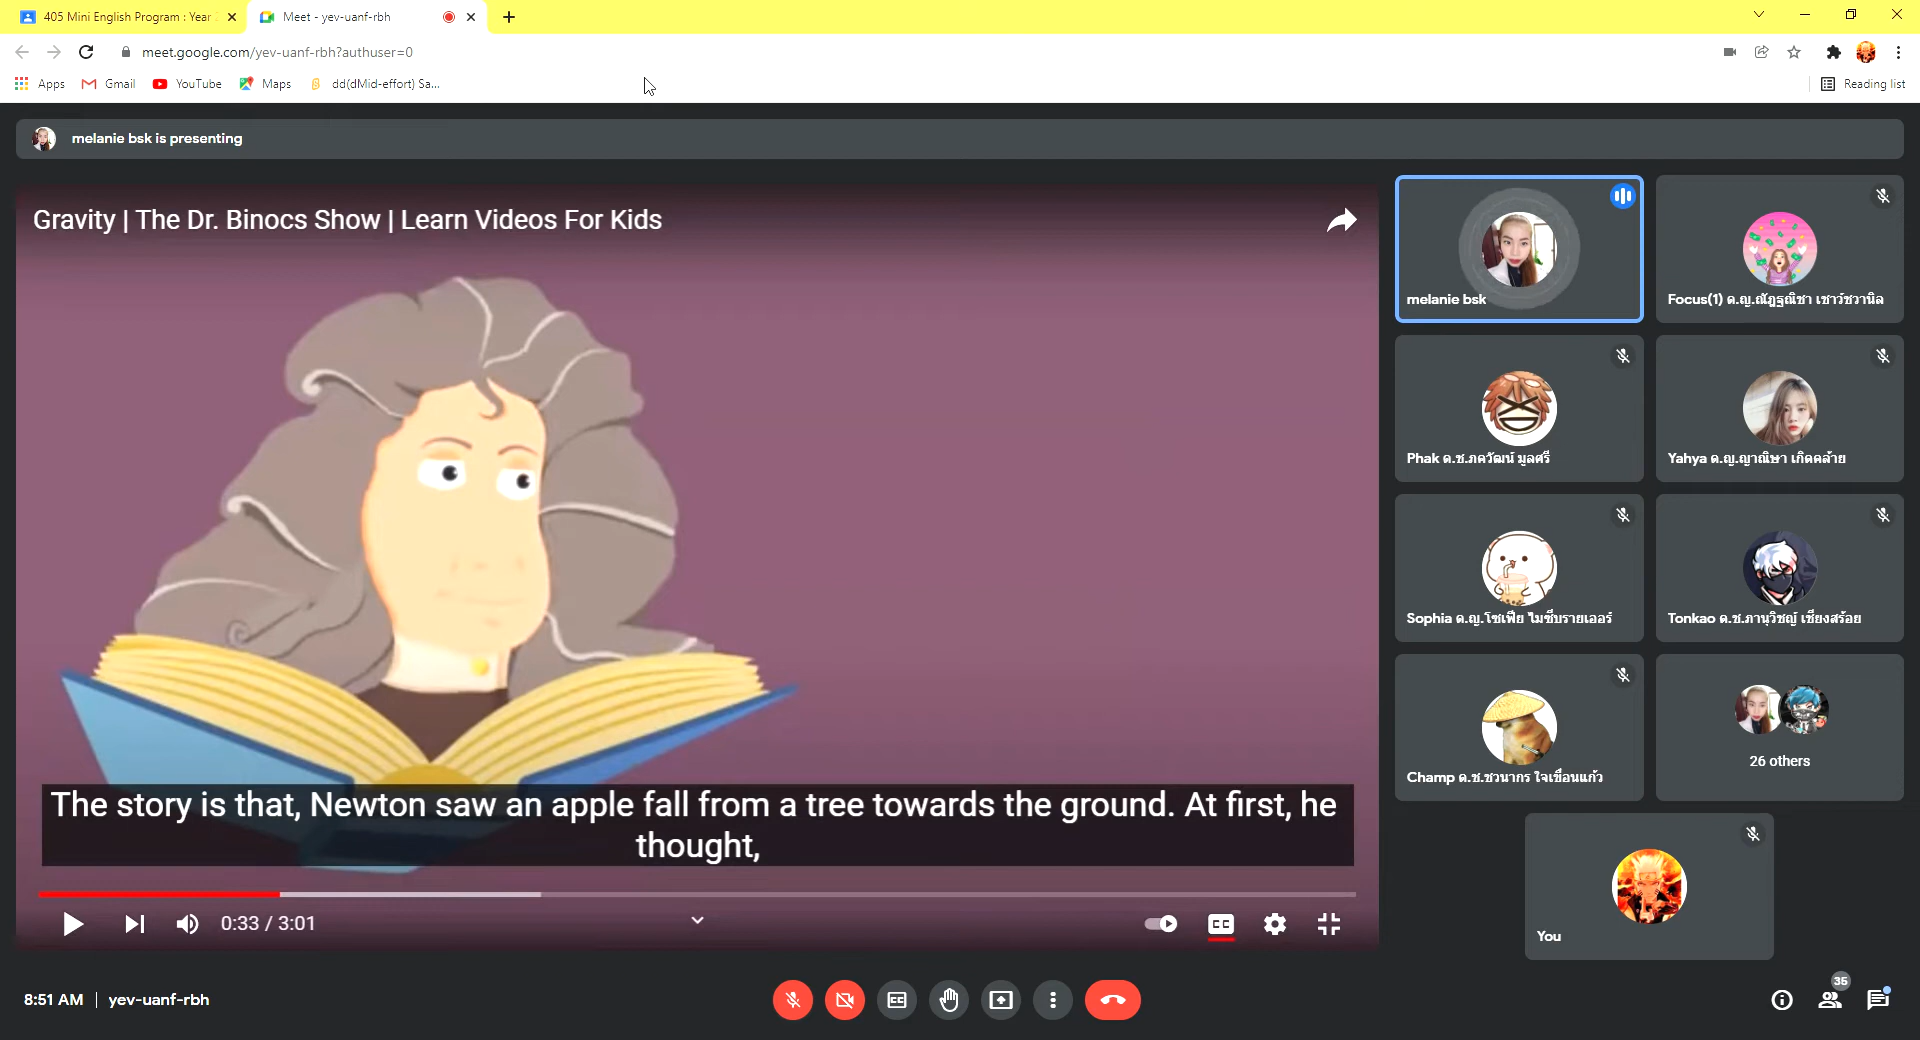 405 Mini English Program : Year
Meet - yev-uanf-rbh
meet.google.com/yev-uanf-rbh?authuser=0
Apps
Gmail
YouTube
Maps
dd(dMid-effort) Sa...
Reading list
melanie bsk is presenting
Gravity | The Dr. Binocs Show | Learn Videos For Kids
The story is that, Newton saw an apple fall from a tree towards the ground. At first, he
thought,
0:33 / 3:01
CC
melanie bsk
Focus(1) ด.ญ.ณัฏฐณิชา เชาว์ชวานิล
Phak ด.ช.ภควัฒน์ มูลศรี
Yahya ด.ญ.ญาณิษา เกิดคล้าย
Sophia ด.ญ.โซเฟีย ไมซ์บรายเออร์
Tonkao ด.ช.ภานุวิชญ์ เชียงสร้อย
Champ ด.ช.ชวนากร ใจเขื่อนแก้ว
26 others
You
8:51 AM | yev-uanf-rbh
35